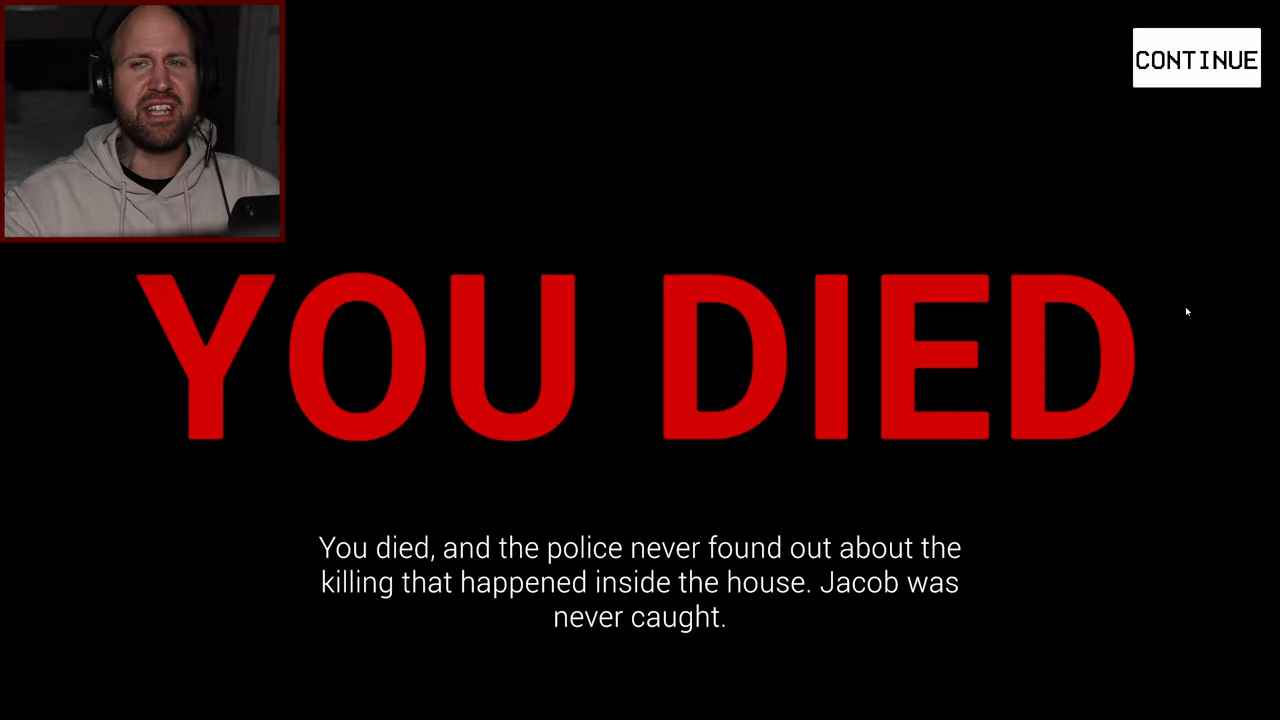 CONTINUE
YOU DIED
You died, and the police never found out about the
killing that happened inside the house. Jacob was
never caught.